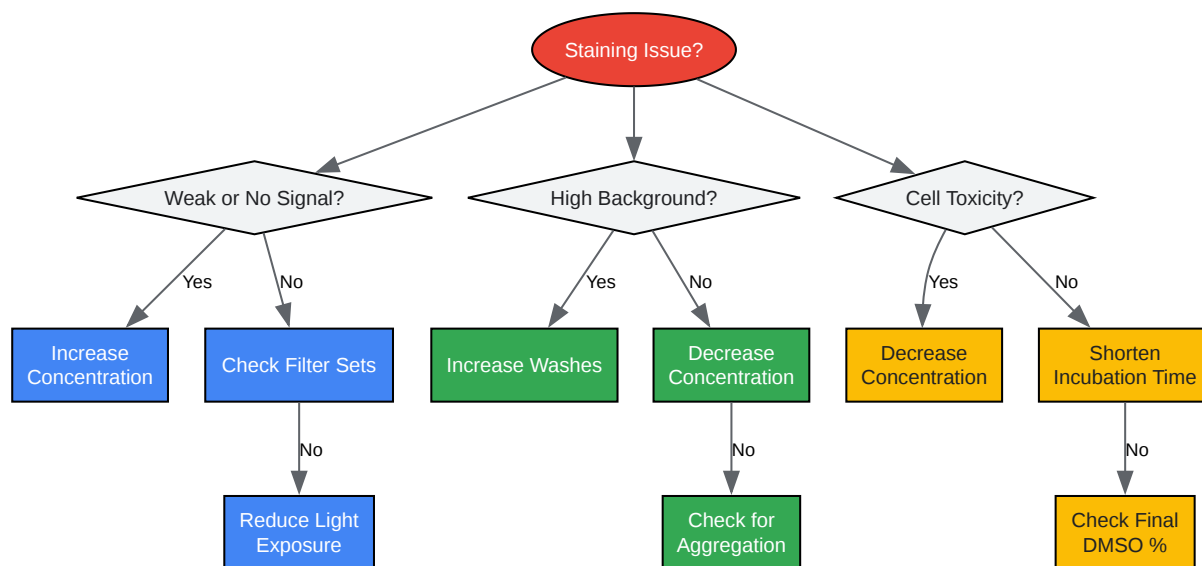 Staining Issue?
Weak or No Signal?
High Background?
Cell Toxicity?
Yes
No
Yes
No
Yes
No
Increase
Concentration
Check Filter Sets
Increase Washes
Decrease
Concentration
Decrease
Concentration
Shorten
Incubation Time
No
No
No
Reduce Light
Exposure
Check for
Aggregation
Check Final
DMSO %